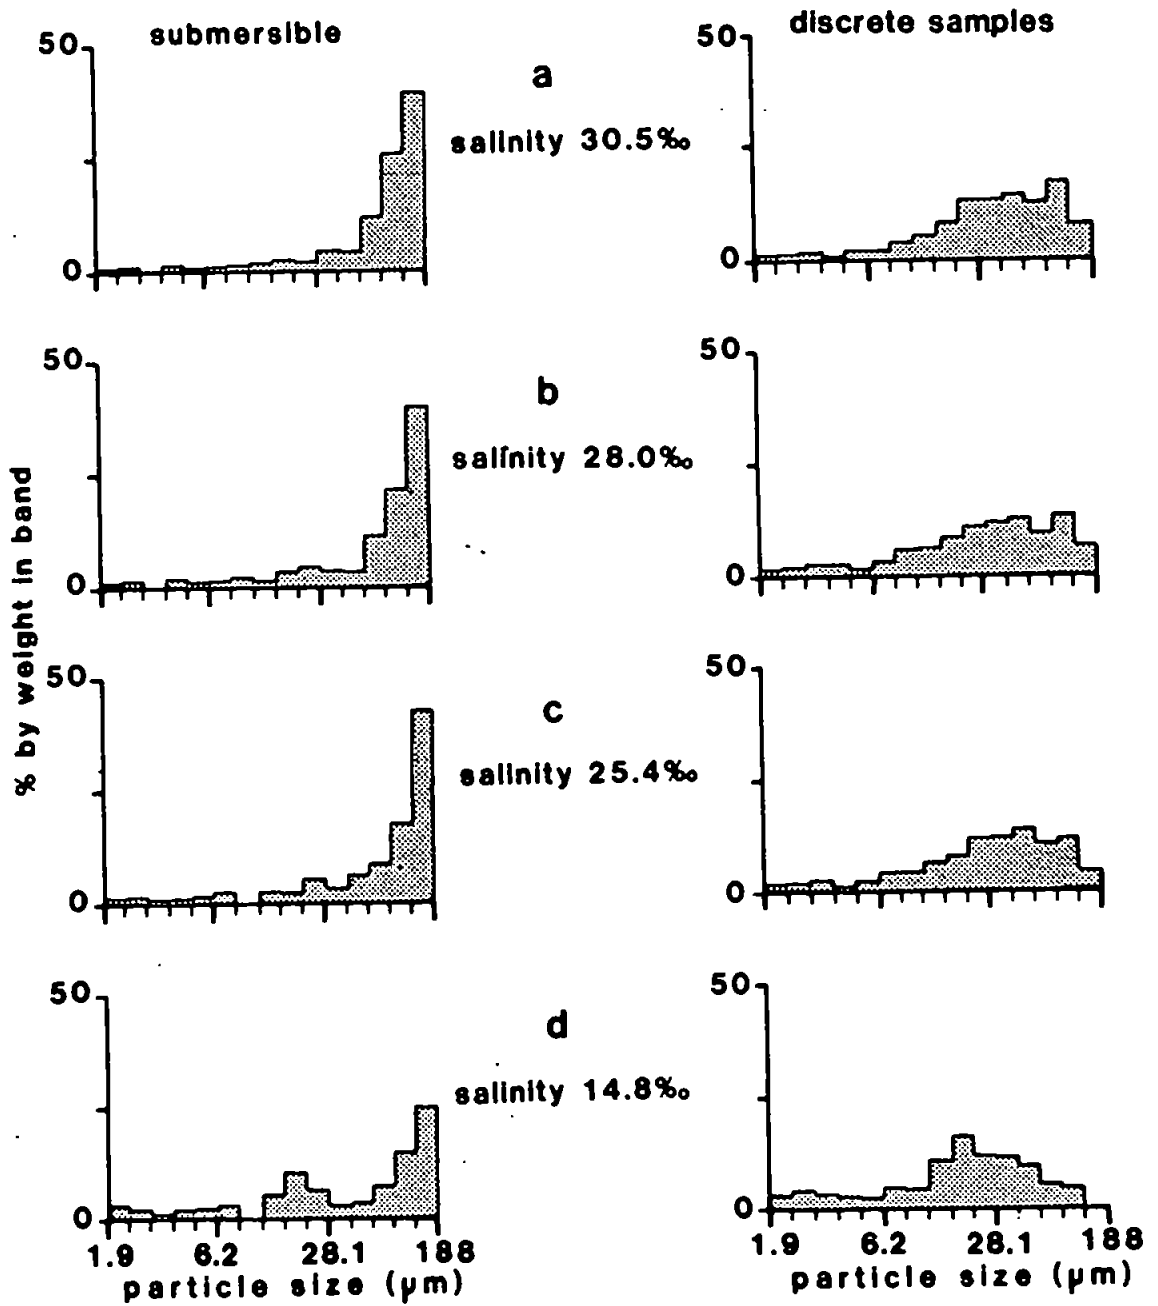 submersible
discrete samples
50
0
a
salinity 30.5‰
50
0
50
0
b
salinity 28.0‰
50
0
% by weight in band
50
0
c
salinity 25.4‰
50
0
50
0
1.9 6.2 28.1 188
particle size (µm)
d
salinity 14.8‰
50
0
1.9 6.2 28.1 188
particle size (µm)